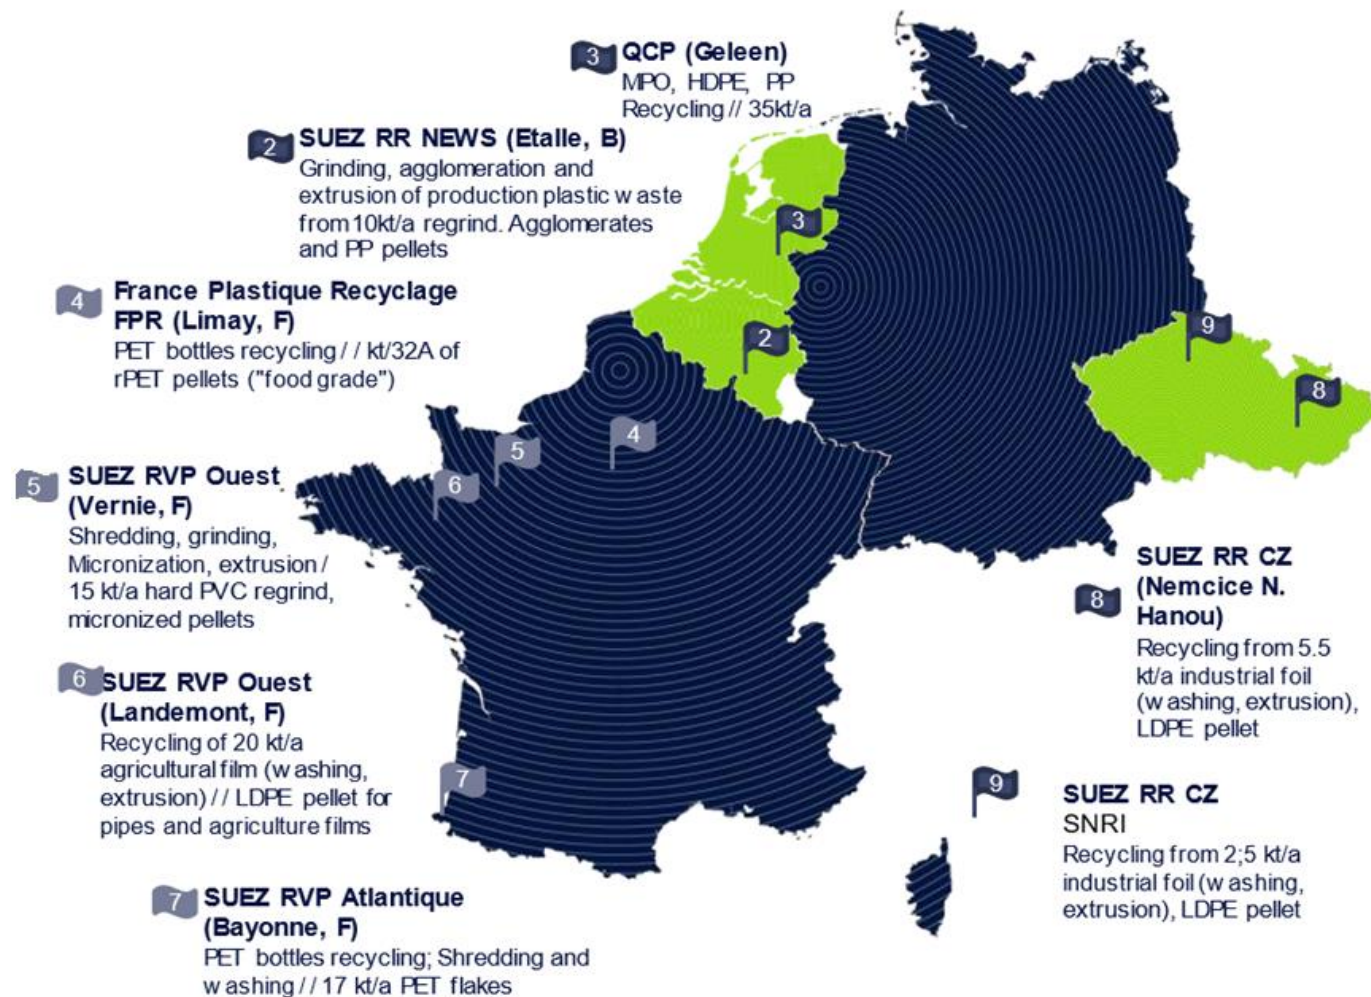 3 QCP (Geleen)
MPO, HDPE, PP
Recycling // 35kt/a
2 SUEZ RR NEWS (Etalle, B)
Grinding, agglomeration and
extrusion of production plastic waste
from 10kt/a regrind. Agglomerates
and PP pellets
4 France Plastique Recyclage
FPR (Limay, F)
PET bottles recycling // kt/32A of
rPET pellets ("food grade")
5 SUEZ RVP Ouest
(Vernie, F)
Shredding, grinding,
Micronization, extrusion /
15 kt/a hard PVC regrind,
micronized pellets
6 SUEZ RVP Ouest
(Landemont, F)
Recycling of 20 kt/a
agricultural film (washing,
extrusion) // LDPE pellet for
pipes and agriculture films
7 SUEZ RVP Atlantique
(Bayonne, F)
PET bottles recycling; Shredding and
washing // 17 kt/a PET flakes
3
2
9
8
4
5
6
7
8 SUEZ RR CZ
(Nemcice N.
Hanou)
Recycling from 5.5
kt/a industrial foil
(washing, extrusion),
LDPE pellet
9 SUEZ RR CZ
SNRI
Recycling from 2;5 kt/a
industrial foil (washing,
extrusion), LDPE pellet